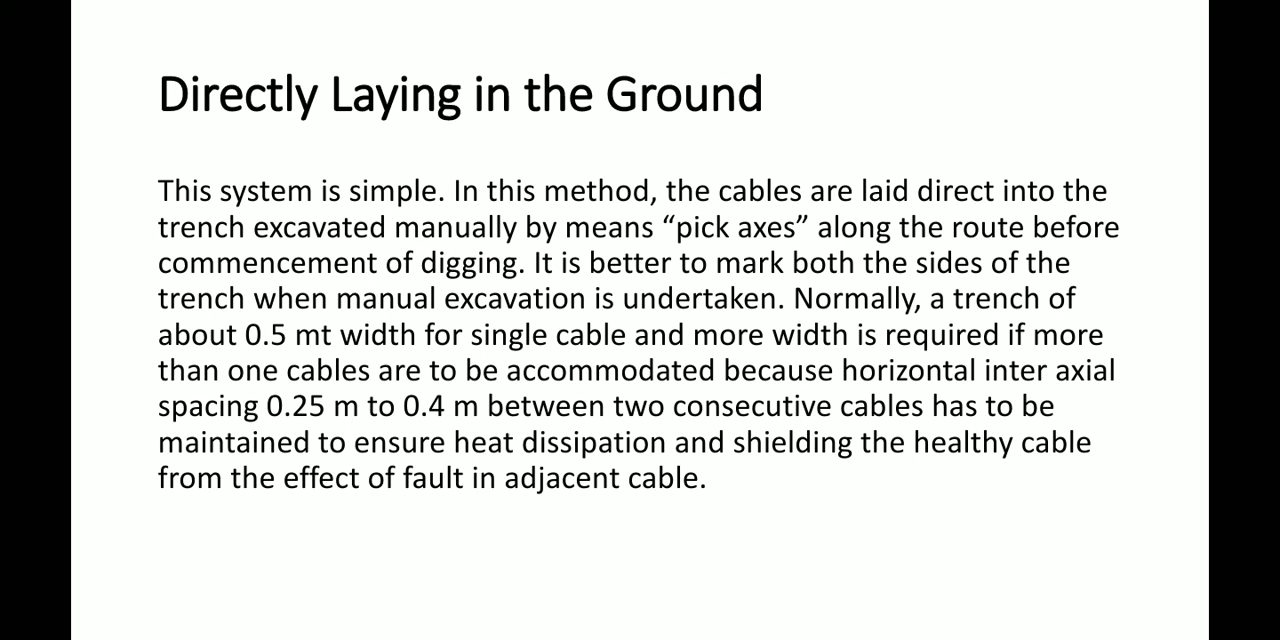 Directly Laying in the Ground
This system is simple. In this method, the cables are laid direct into the
trench excavated manually by means “pick axes” along the route before
commencement of digging. It is better to mark both the sides of the
trench when manual excavation is undertaken. Normally, a trench of
about 0.5 mt width for single cable and more width is required if more
than one cables are to be accommodated because horizontal inter axial
spacing 0.25 m to 0.4 m between two consecutive cables has to be
maintained to ensure heat dissipation and shielding the healthy cable
from the effect of fault in adjacent cable.